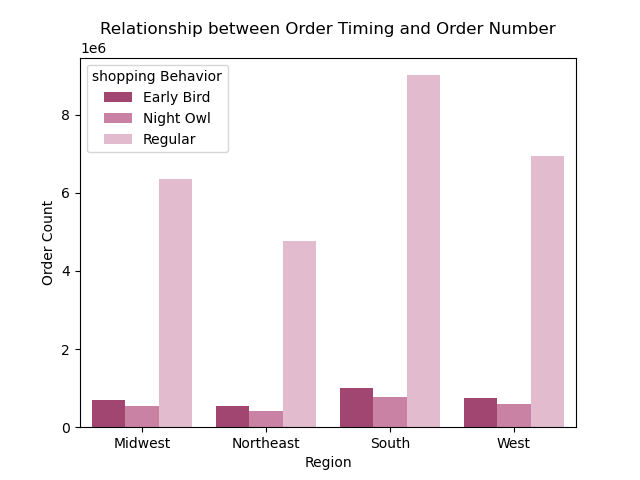 Relationship between Order Timing and Order Number
1e6
shopping Behavior
Early Bird
Night Owl
Regular
8
6
4
2
0
Order Count
Midwest Northeast South West
Region